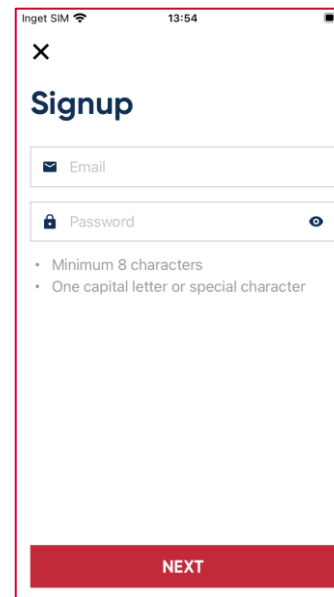 Inget SIM 13:54
Signup
Email
Password
• Minimum 8 characters
• One capital letter or special character
NEXT